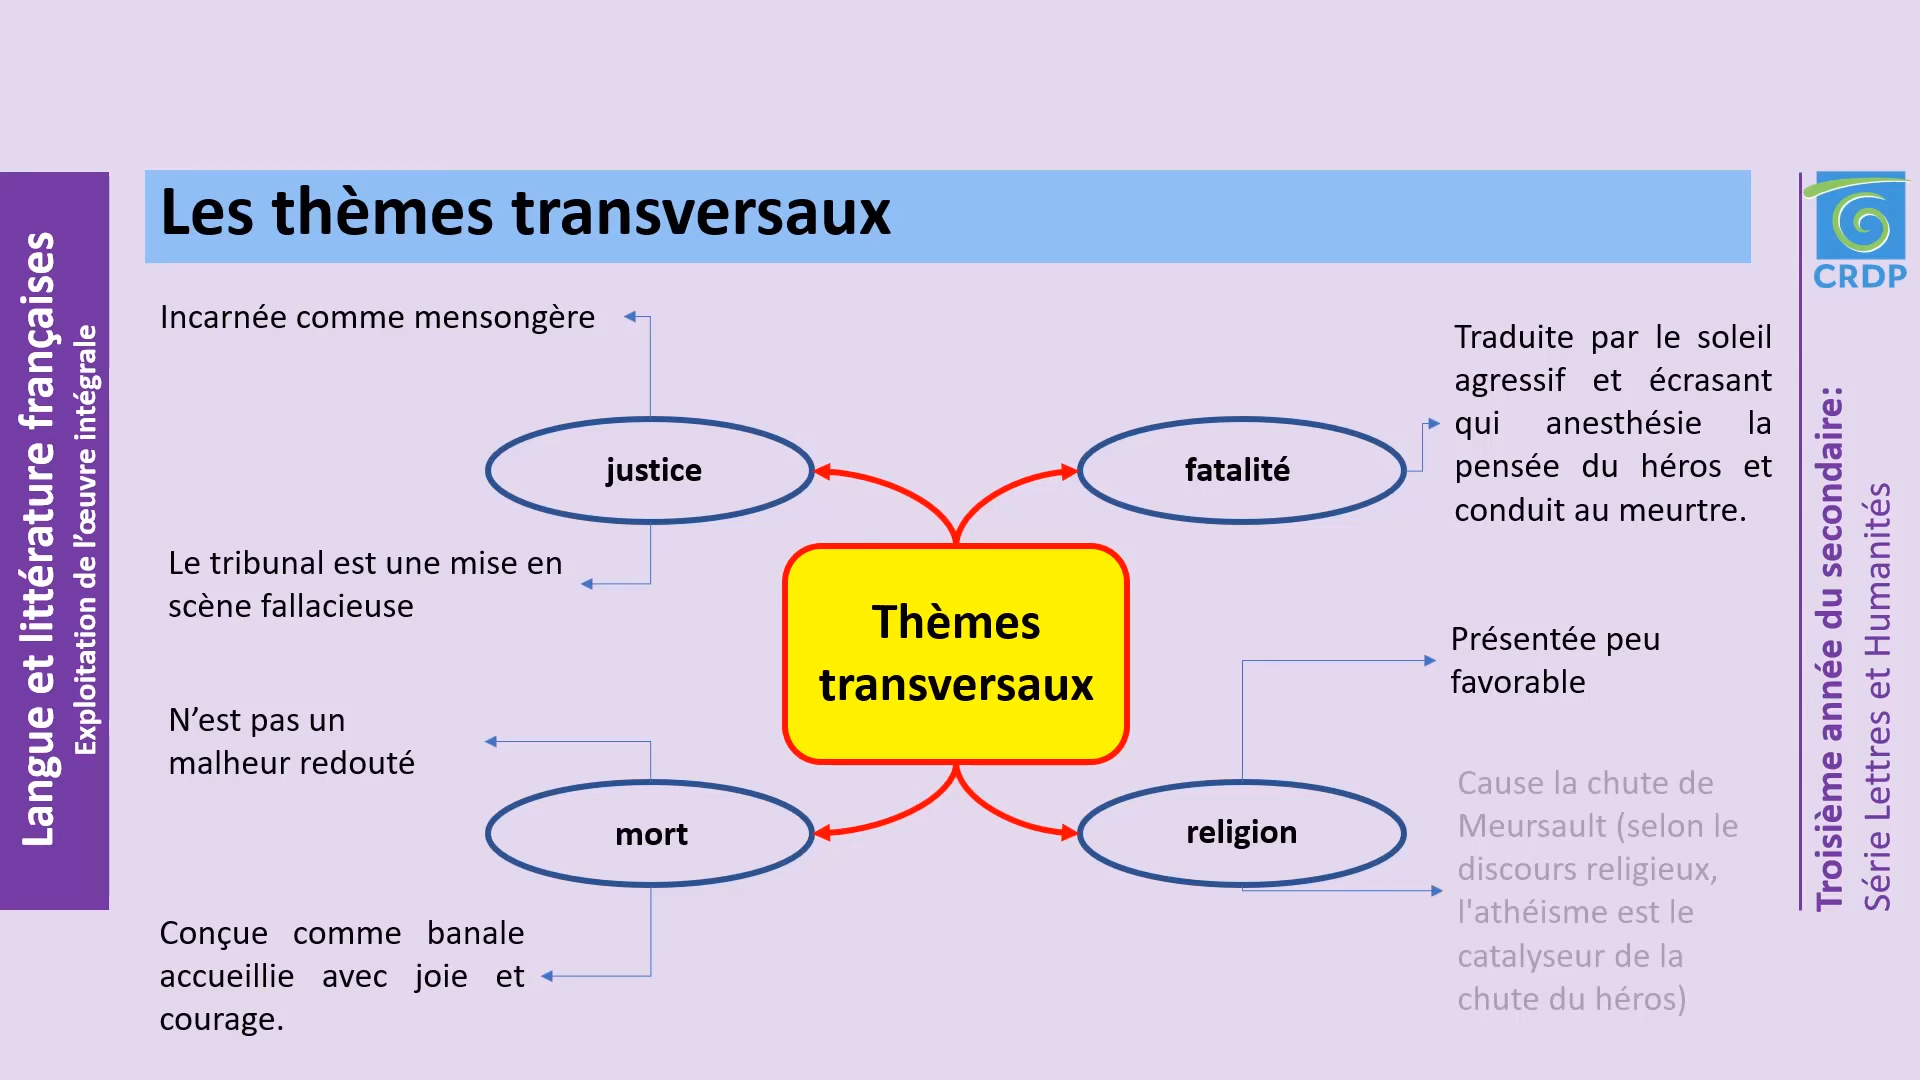 Les thèmes transversaux
Langue et littérature françaises
Exploitation de l’œuvre intégrale
CRDP
Troisième année du secondaire:
Série Lettres et Humanités
Incarnée comme mensongère
justice
Le tribunal est une mise en
scène fallacieuse
fatalité
Traduite par le soleil
agressif et écrasant
qui anesthésie la
pensée du héros et
conduit au meurtre.
Thèmes
transversaux
N’est pas un
malheur redouté
mort
Conçue comme banale
accueillie avec joie et
courage.
religion
Présentée peu
favorable
Cause la chute de
Meursault (selon le
discours religieux,
l'athéisme est le
catalyseur de la
chute du héros)